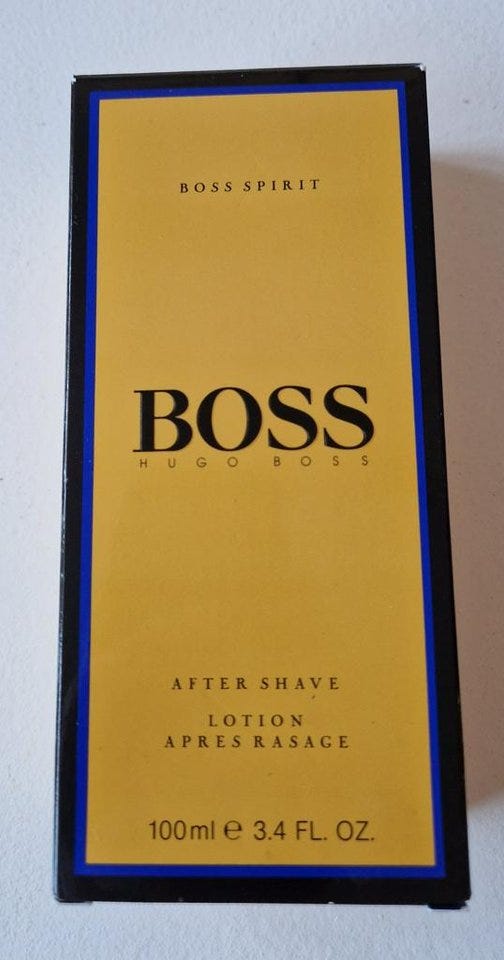 BOSS SPIRIT
BOSS
HUGO BOSS
AFTER SHAVE
LOTION
APRES RASAGE
100ml ℮ 3.4 FL. OZ.